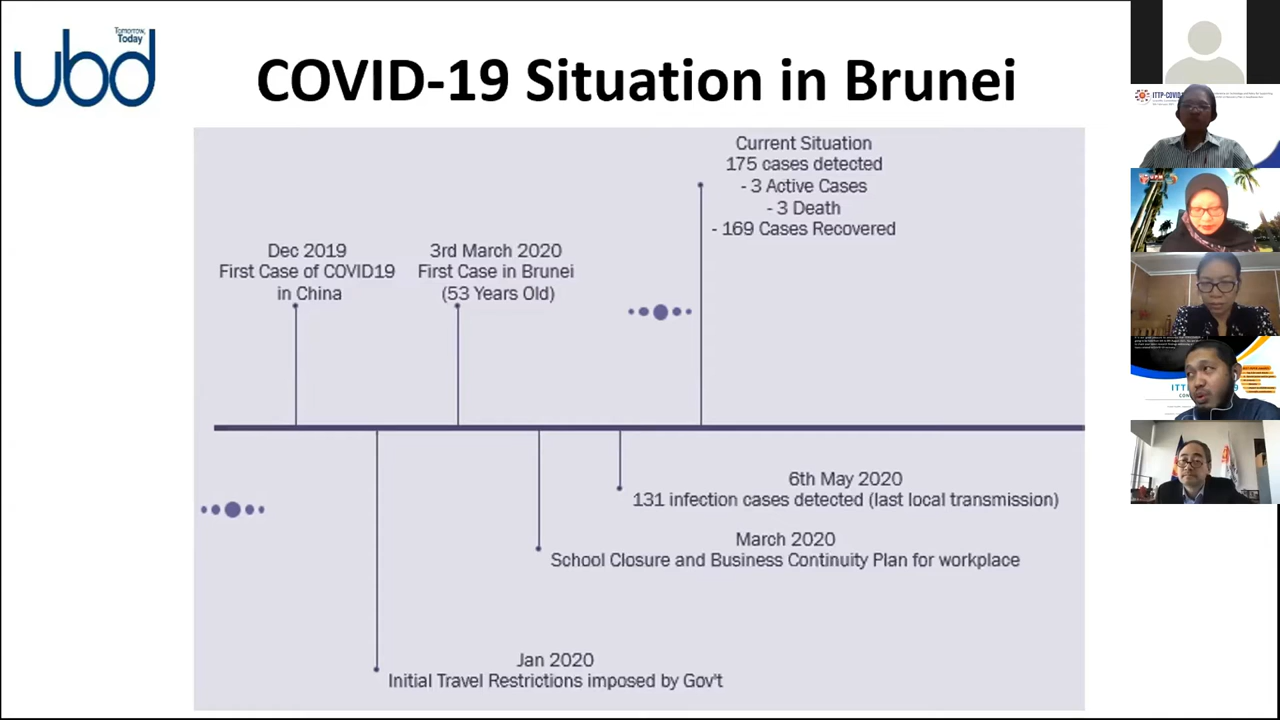 Tomorrow,
Today
ubd
COVID-19 Situation in Brunei
Current Situation
175 cases detected
- 3 Active Cases
- 3 Death
- 169 Cases Recovered
Dec 2019
First Case of COVID19
in China
3rd March 2020
First Case in Brunei
(53 Years Old)
6th May 2020
131 infection cases detected (last local transmission)
March 2020
School Closure and Business Continuity Plan for workplace
Jan 2020
Initial Travel Restrictions imposed by Gov't